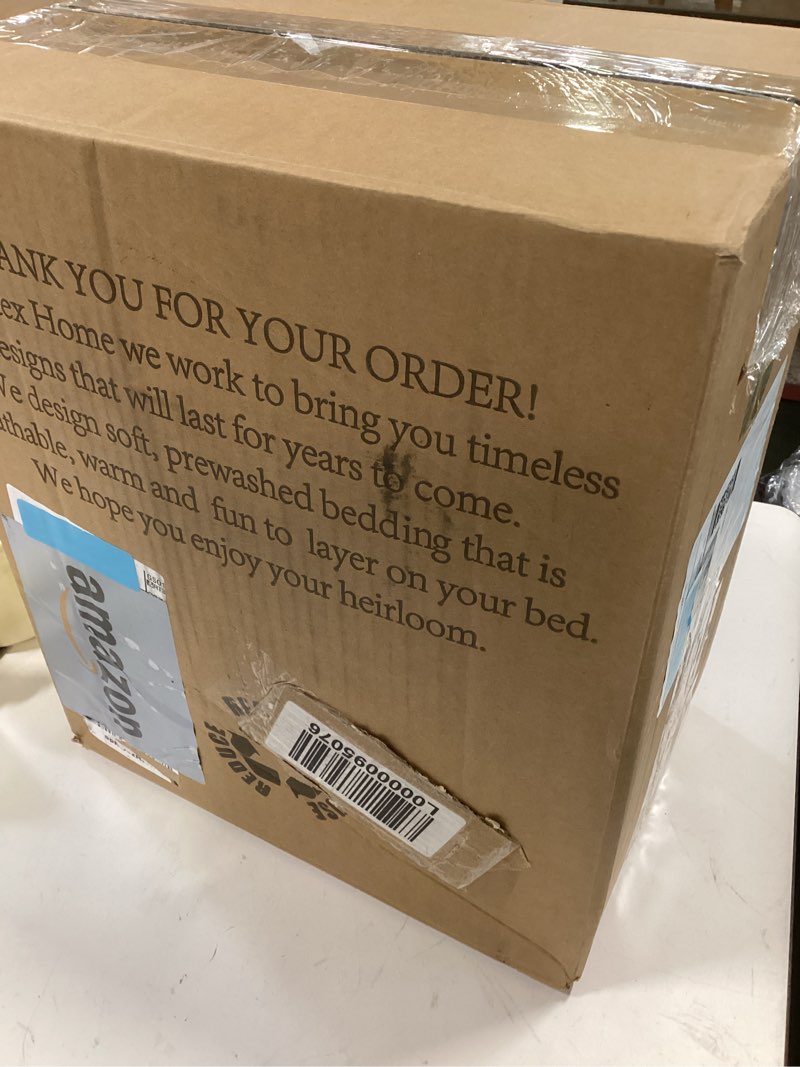 ANK YOU FOR YOUR ORDER!
ex Home we work to bring you timeless
esigns that will last for years to come.
We design soft, prewashed bedding that is
athable, warm and fun to layer on your bed.
We hope you enjoy your heirloom.
amazon
REDUCE
L0000095076